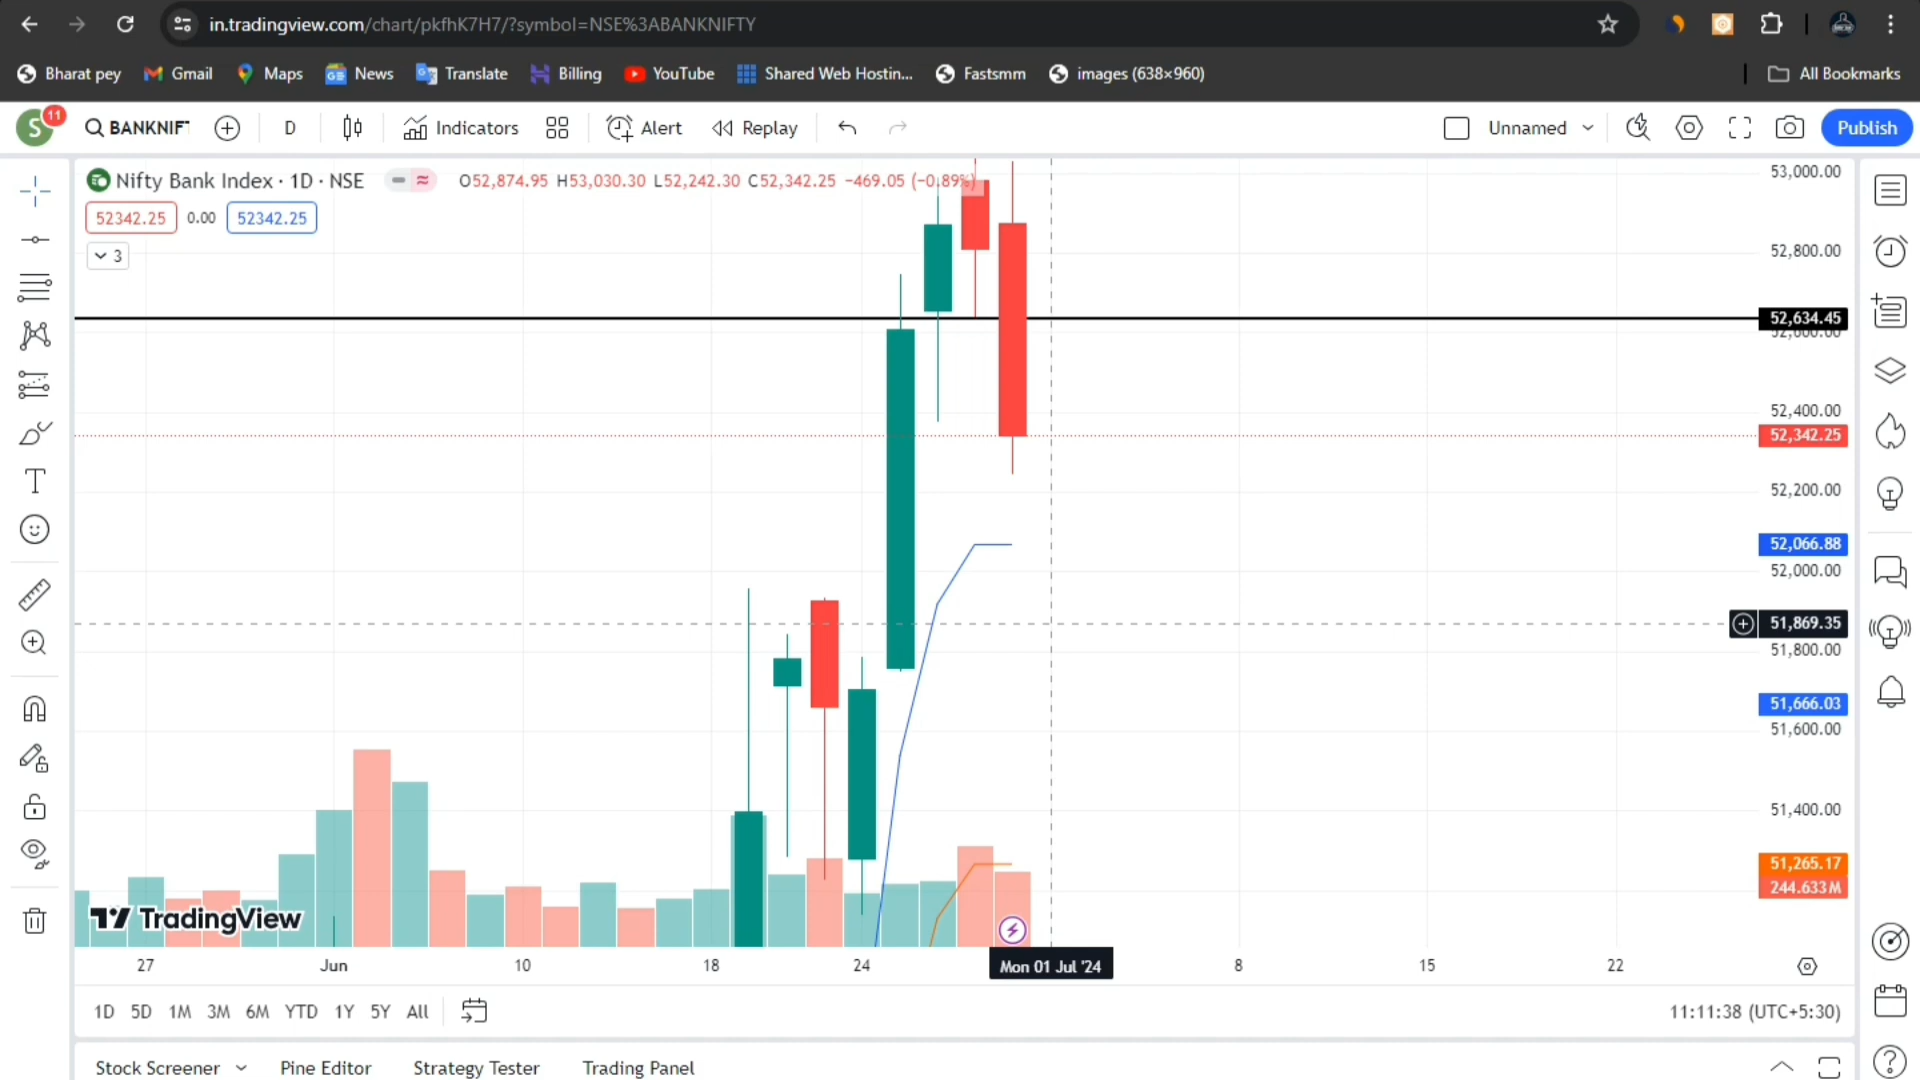 in.tradingview.com/chart/pkfhK7H7/?symbol=NSE%3ABANKNIFTY
Bharat pey
Gmail
Maps
News
Translate
Billing
YouTube
Shared Web Hostin...
Fastsmm
images (638×960)
All Bookmarks
S
11
BANKNIF
D
Indicators
Alert
Replay
Unnamed
Publish
Nifty Bank Index · 1D · NSE
O52,874.95 H53,030.30 L52,242.30 C52,342.25 −469.05 (−0.89%)
52342.25
0.00
52342.25
3
53,000.00
52,800.00
52,634.45
52,600.00
52,400.00
52,342.25
52,200.00
52,066.88
52,000.00
51,869.35
51,800.00
51,666.03
51,600.00
51,400.00
51,265.17
244.633M
TradingView
27
Jun
10
18
24
Mon 01 Jul '24
8
15
22
1D 5D 1M 3M 6M YTD 1Y 5Y All
11:11:38 (UTC+5:30)
Stock Screener
Pine Editor
Strategy Tester
Trading Panel